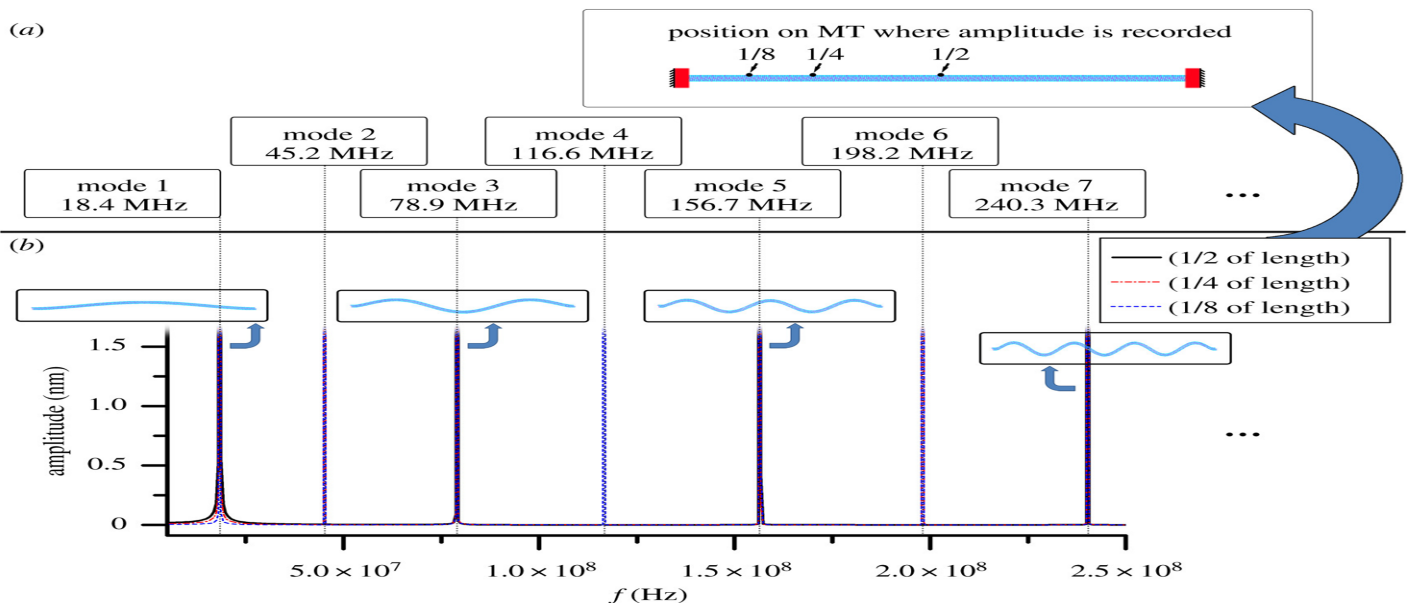 (a)
position on MT where amplitude is recorded
1/8 1/4 1/2
mode 2
45.2 MHz
mode 4
116.6 MHz
mode 6
198.2 MHz
mode 1
18.4 MHz
mode 3
78.9 MHz
mode 5
156.7 MHz
mode 7
240.3 MHz
...
(b)
(1/2 of length)
(1/4 of length)
(1/8 of length)
amplitude (nm)
1.5
1.0
0.5
0
...
5.0 × 10⁷ 1.0 × 10⁸ 1.5 × 10⁸ 2.0 × 10⁸ 2.5 × 10⁸
f (Hz)